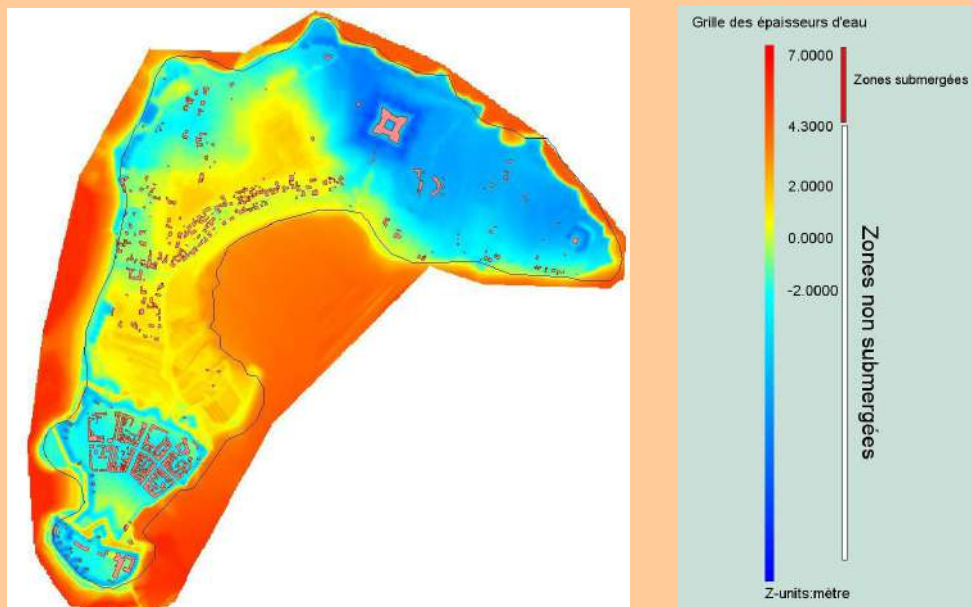 Grille des épaisseurs d'eau
7.0000
Zones submergées
4.3000
2.0000
0.0000
-2.0000
Zones non submergées
Z-units:mètre